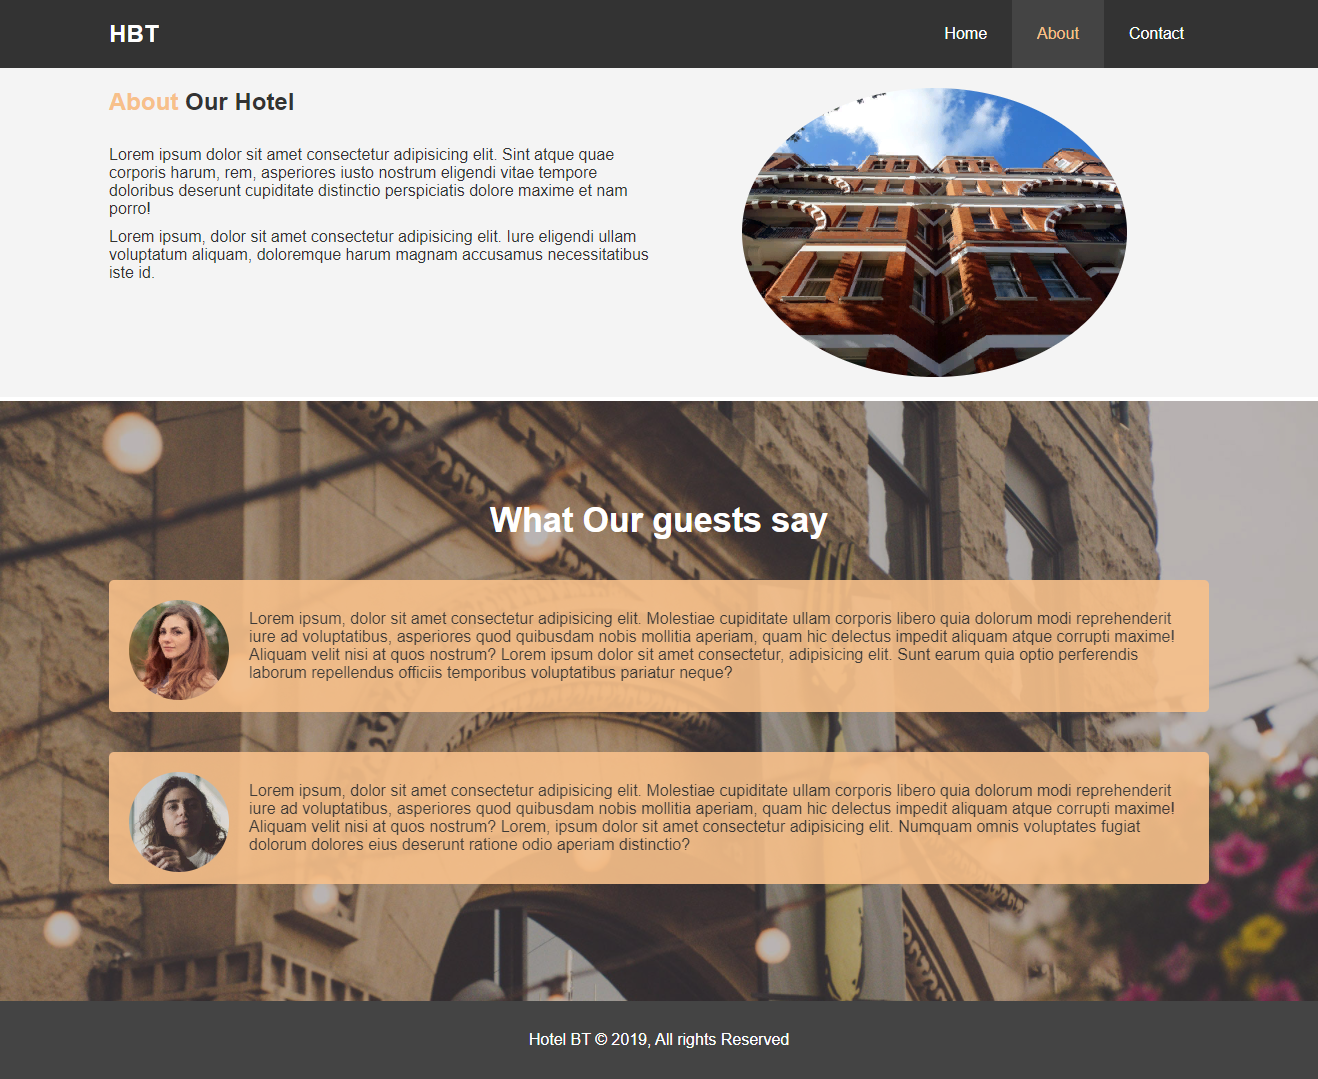 HBT
Home
About
Contact
About Our Hotel
Lorem ipsum dolor sit amet consectetur adipisicing elit. Sint atque quae
corporis harum, rem, asperiores iusto nostrum eligendi vitae tempore
doloribus deserunt cupiditate distinctio perspiciatis dolore maxime et nam
porro!
Lorem ipsum, dolor sit amet consectetur adipisicing elit. Iure eligendi ullam
voluptatum aliquam, doloremque harum magnam accusamus necessitatibus
iste id.
What Our guests say
Lorem ipsum, dolor sit amet consectetur adipisicing elit. Molestiae cupiditate ullam corporis libero quia dolorum modi reprehenderit
iure ad voluptatibus, asperiores quod quibusdam nobis mollitia aperiam, quam hic delectus impedit aliquam atque corrupti maxime!
Aliquam velit nisi at quos nostrum? Lorem ipsum dolor sit amet consectetur, adipisicing elit. Sunt earum quia optio perferendis
laborum repellendus officiis temporibus voluptatibus pariatur neque?
Lorem ipsum, dolor sit amet consectetur adipisicing elit. Molestiae cupiditate ullam corporis libero quia dolorum modi reprehenderit
iure ad voluptatibus, asperiores quod quibusdam nobis mollitia aperiam, quam hic delectus impedit aliquam atque corrupti maxime!
Aliquam velit nisi at quos nostrum? Lorem, ipsum dolor sit amet consectetur adipisicing elit. Numquam omnis voluptates fugiat
dolorum dolores eius deserunt ratione odio aperiam distinctio?
Hotel BT © 2019, All rights Reserved